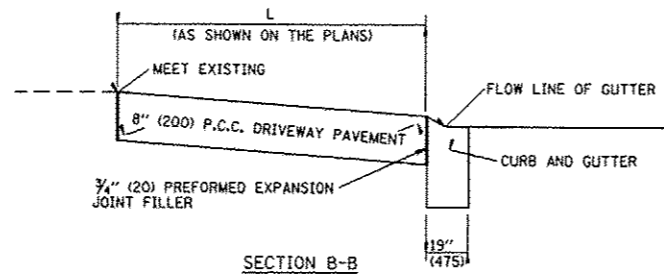 L
(AS SHOWN ON THE PLANS)
MEET EXISTING
FLOW LINE OF GUTTER
8" (200) P.C.C. DRIVEWAY PAVEMENT
CURB AND GUTTER
¾" (20) PREFORMED EXPANSION
JOINT FILLER
19"
(475)
SECTION B-B